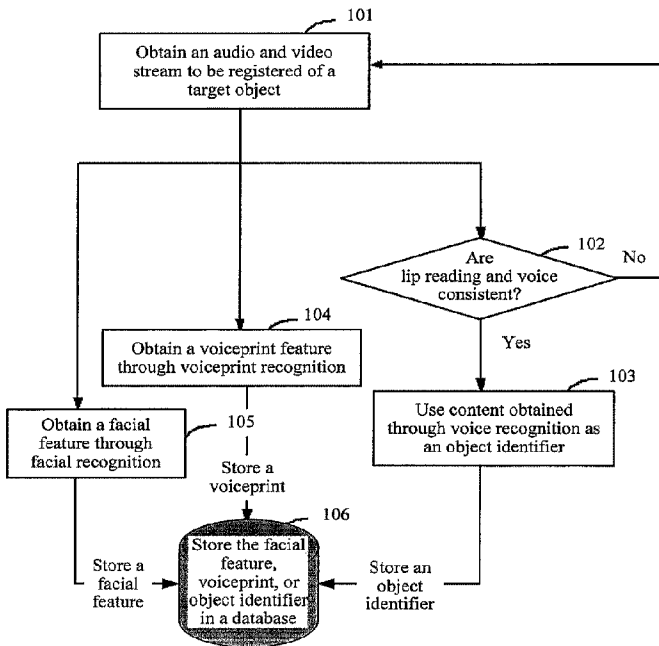 101
Obtain an audio and video
stream to be registered of a
target object
102
Are
lip reading and voice
consistent?
No
Yes
104
Obtain a voiceprint feature
through voiceprint recognition
103
Use content obtained
through voice recognition as
an object identifier
105
Obtain a facial
feature through
facial recognition
Store a
voiceprint
106
Store the facial
feature,
voiceprint, or
object identifier
in a database
Store a
facial
feature
Store an
object
identifier